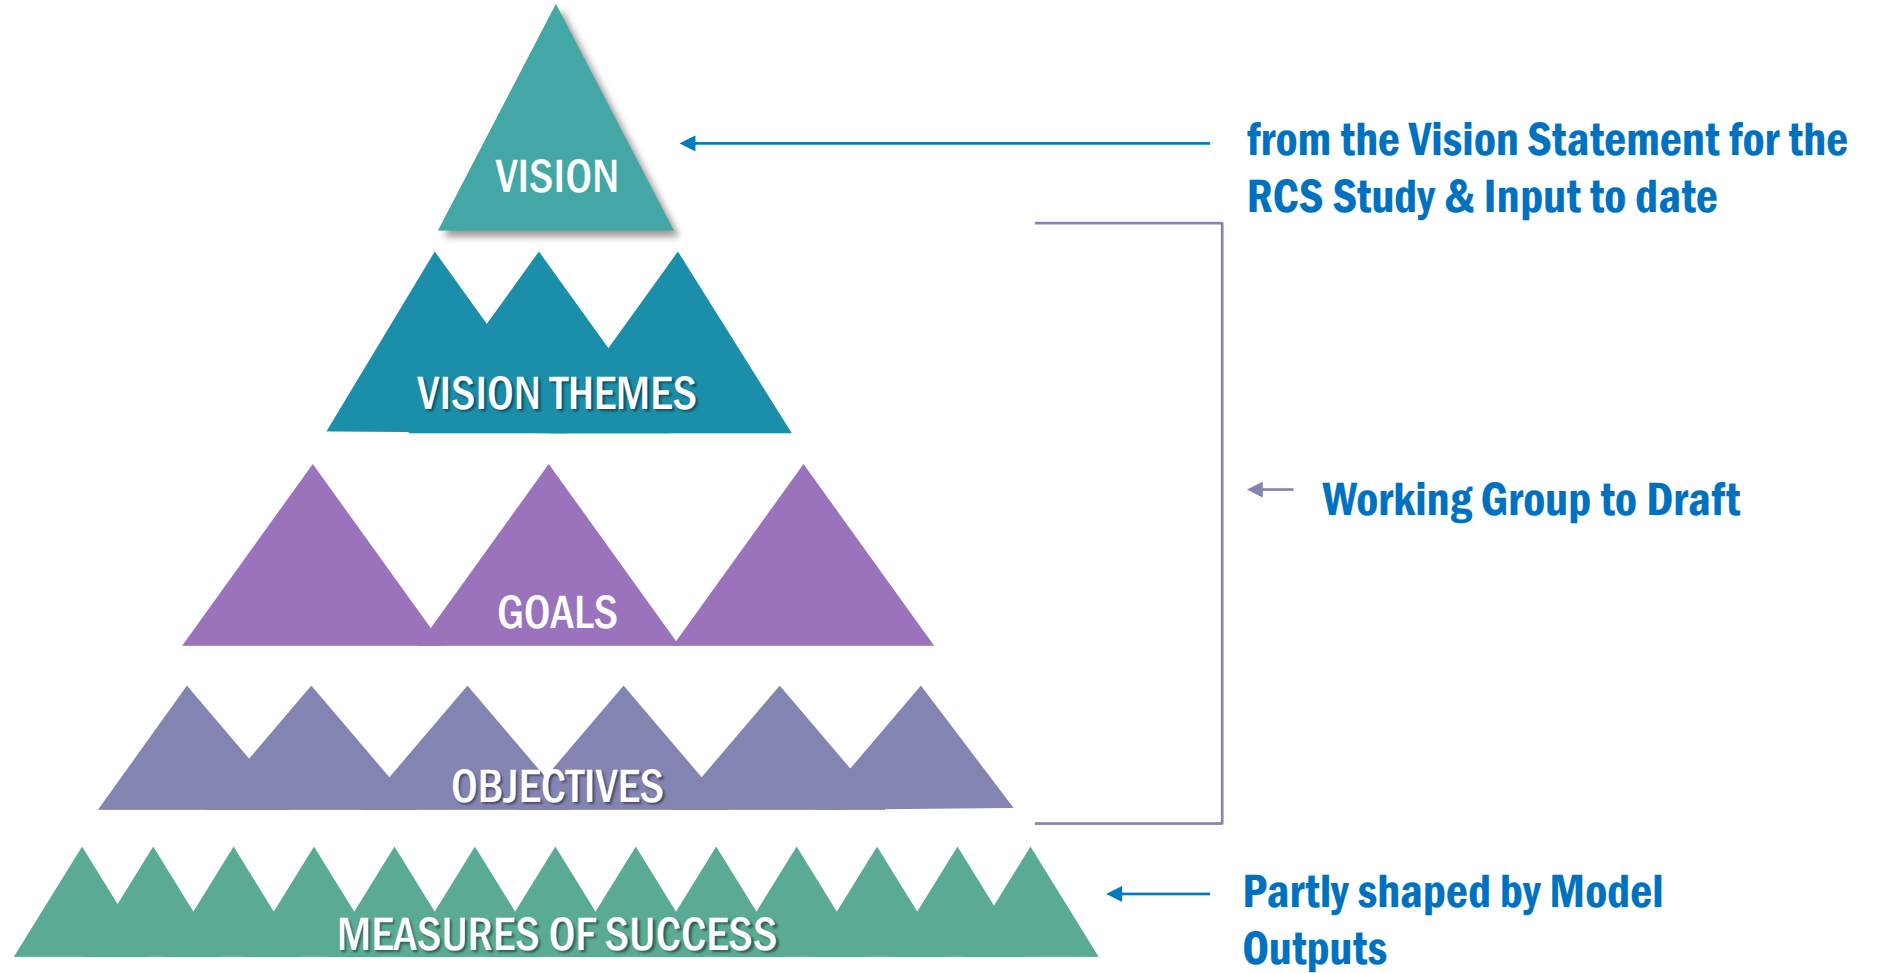 VISION
from the Vision Statement for the
RCS Study & Input to date
VISION THEMES
GOALS
Working Group to Draft
OBJECTIVES
MEASURES OF SUCCESS
Partly shaped by Model
Outputs